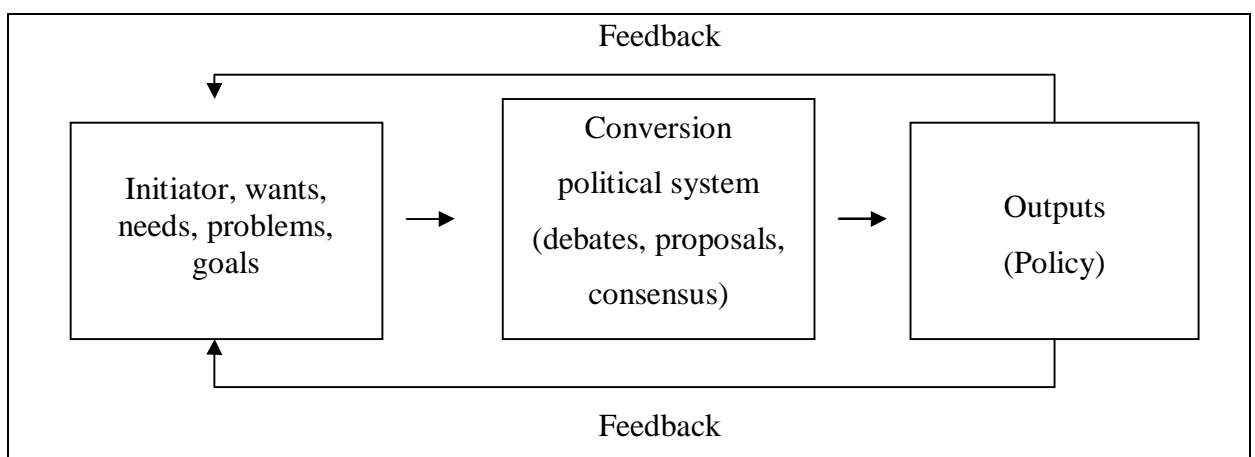 Feedback
Initiator, wants,
needs, problems,
goals
Conversion
political system
(debates, proposals,
consensus)
Outputs
(Policy)
Feedback